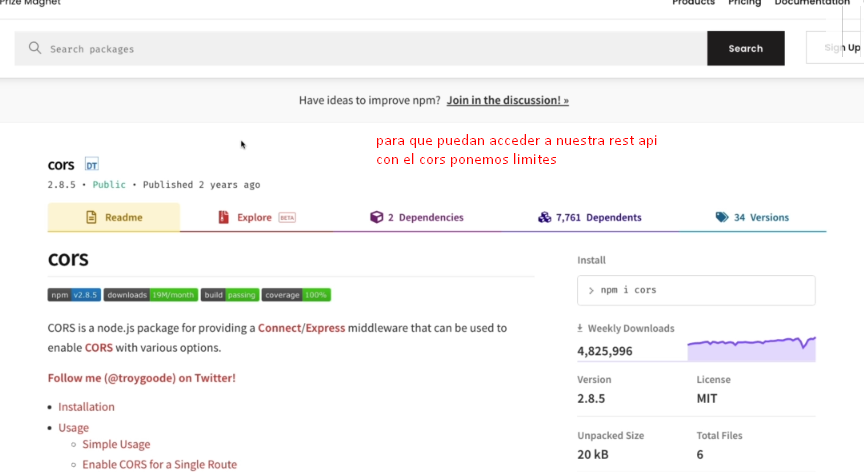 Prize Magnet
Products Pricing Documentation
Search packages
Search
Sign Up
Have ideas to improve npm? Join in the discussion! »
para que puedan acceder a nuestra rest api
con el cors ponemos limites
cors DT
2.8.5 • Public • Published 2 years ago
Readme
Explore BETA
2 Dependencies
7,761 Dependents
34 Versions
cors
npm v2.8.5 downloads 19M/month build passing coverage 100%
CORS is a node.js package for providing a Connect/Express middleware that can be used to
enable CORS with various options.
Follow me (@troygoode) on Twitter!
• Installation
• Usage
◦ Simple Usage
◦ Enable CORS for a Single Route
Install
> npm i cors
Weekly Downloads
4,825,996
Version License
2.8.5 MIT
Unpacked Size Total Files
20 kB 6